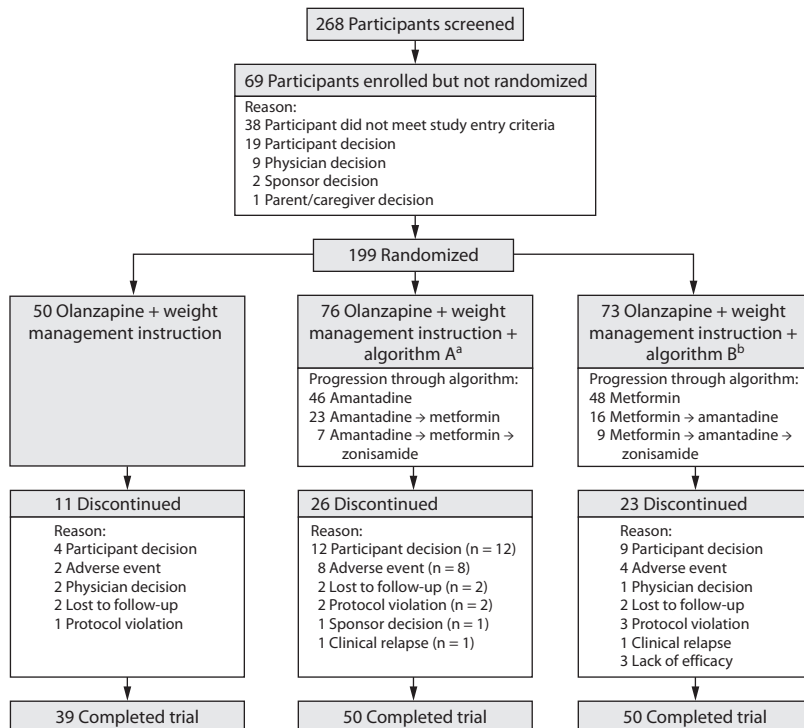 268 Participants screened
69 Participants enrolled but not randomized
Reason:
38 Participant did not meet study entry criteria
19 Participant decision
9 Physician decision
2 Sponsor decision
1 Parent/caregiver decision
199 Randomized
50 Olanzapine + weight
management instruction
76 Olanzapine + weight
management instruction +
algorithm Aᵃ
Progression through algorithm:
46 Amantadine
23 Amantadine → metformin
7 Amantadine → metformin →
zonisamide
73 Olanzapine + weight
management instruction +
algorithm Bᵇ
Progression through algorithm:
48 Metformin
16 Metformin → amantadine
9 Metformin → amantadine →
zonisamide
11 Discontinued
Reason:
4 Participant decision
2 Adverse event
2 Physician decision
2 Lost to follow-up
1 Protocol violation
26 Discontinued
Reason:
12 Participant decision (n = 12)
8 Adverse event (n = 8)
2 Lost to follow-up (n = 2)
2 Protocol violation (n = 2)
1 Sponsor decision (n = 1)
1 Clinical relapse (n = 1)
23 Discontinued
Reason:
9 Participant decision
4 Adverse event
1 Physician decision
2 Lost to follow-up
3 Protocol violation
1 Clinical relapse
3 Lack of efficacy
39 Completed trial
50 Completed trial
50 Completed trial